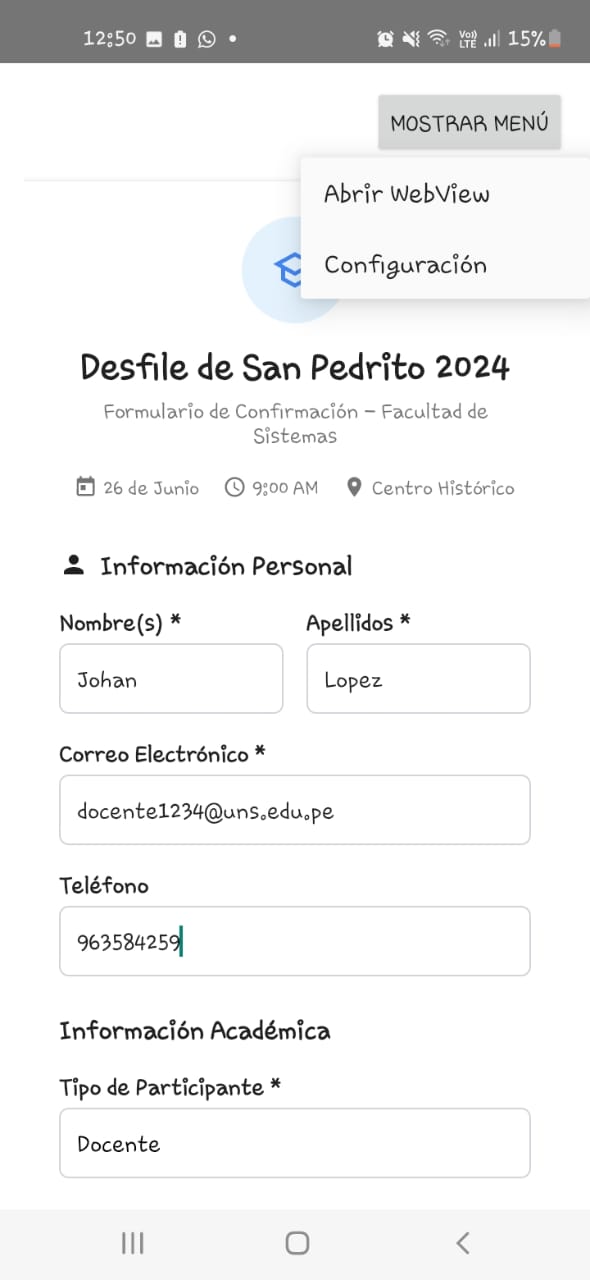 12:50
VoI) LTE 15%
MOSTRAR MENÚ
Abrir WebView
Configuración
Desfile de San Pedrito 2024
Formulario de Confirmación – Facultad de
Sistemas
26 de Junio 9:00 AM Centro Histórico
Información Personal
Nombre(s) * Apellidos *
Johan Lopez
Correo Electrónico *
docente1234@uns.edu.pe
Teléfono
963584259
Información Académica
Tipo de Participante *
Docente